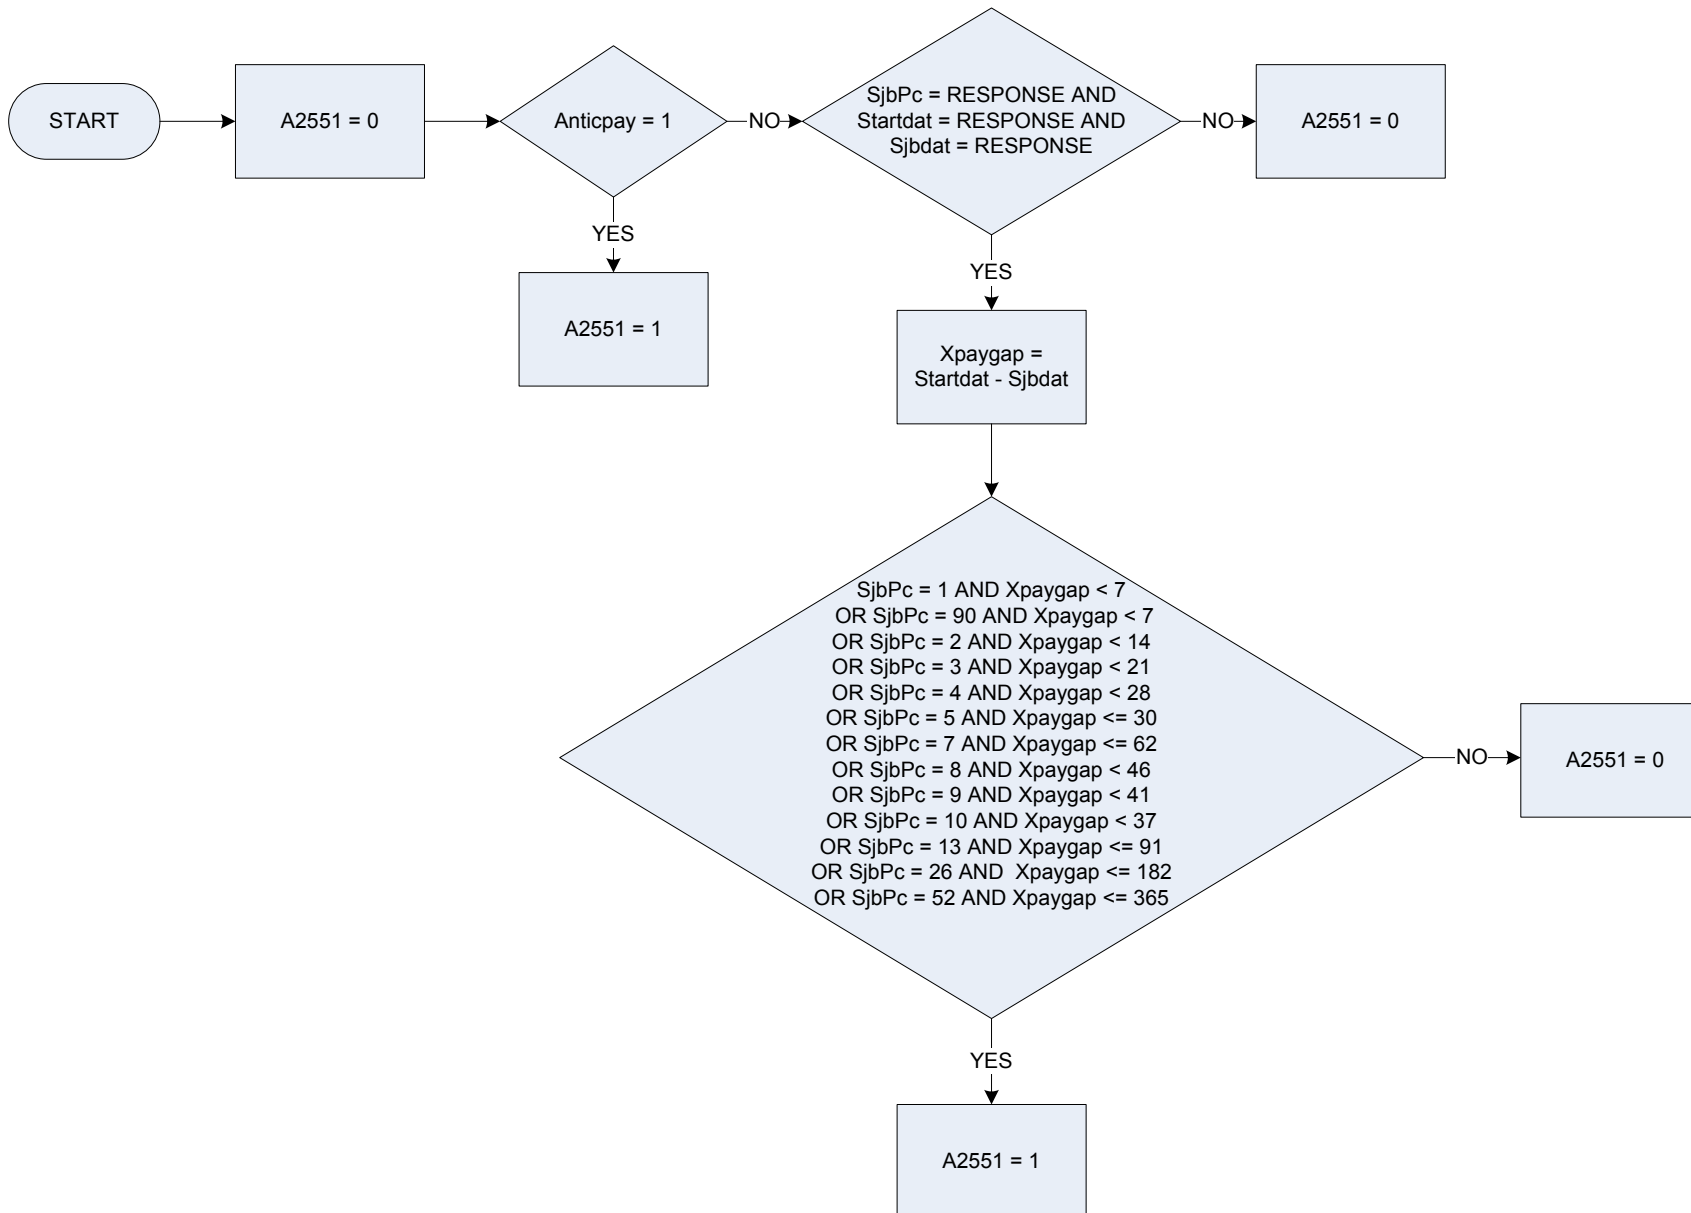 START
A2551 = 0
Anticpay = 1
NO
SjbPc = RESPONSE AND
Startdat = RESPONSE AND
Sjbdat = RESPONSE
NO
A2551 = 0
YES
A2551 = 1
YES
Xpaygap =
Startdat - Sjbdat
SjbPc = 1 AND Xpaygap < 7
OR SjbPc = 90 AND Xpaygap < 7
OR SjbPc = 2 AND Xpaygap < 14
OR SjbPc = 3 AND Xpaygap < 21
OR SjbPc = 4 AND Xpaygap < 28
OR SjbPc = 5 AND Xpaygap <= 30
OR SjbPc = 7 AND Xpaygap <= 62
OR SjbPc = 8 AND Xpaygap < 46
OR SjbPc = 9 AND Xpaygap < 41
OR SjbPc = 10 AND Xpaygap < 37
OR SjbPc = 13 AND Xpaygap <= 91
OR SjbPc = 26 AND  Xpaygap <= 182
OR SjbPc = 52 AND Xpaygap <= 365
NO
A2551 = 0
YES
A2551 = 1